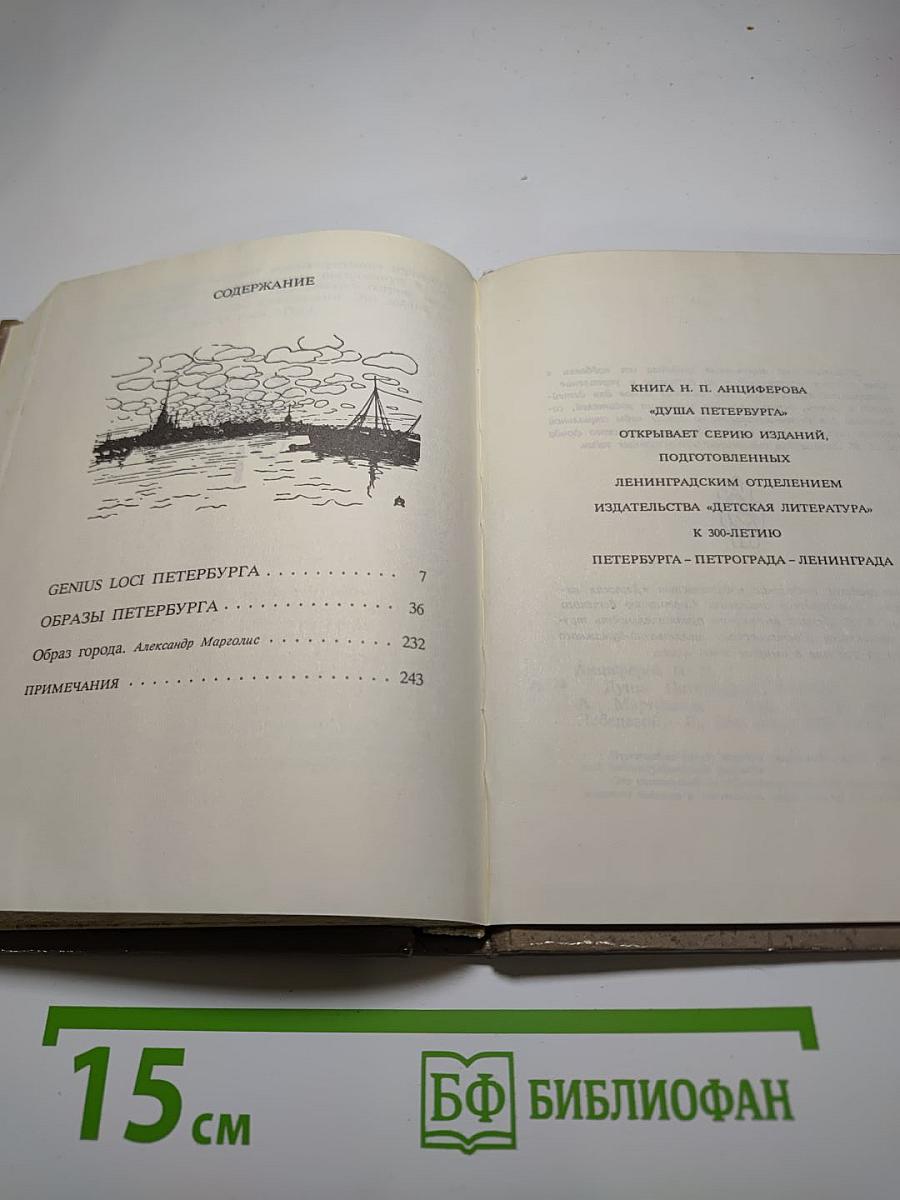 СОДЕРЖАНИЕ
GENIUS LOCI ПЕТЕРБУРГА . . . . . . . . . . . 7
ОБРАЗЫ ПЕТЕРБУРГА . . . . . . . . . . . . . . 36
Образ города. Александр Марголис . . . . . . . . . . 232
ПРИМЕЧАНИЯ . . . . . . . . . . . . . . . . . . . . . 243
КНИГА Н. П. АНЦИФЕРОВА
«ДУША ПЕТЕРБУРГА»
ОТКРЫВАЕТ СЕРИЮ ИЗДАНИЙ,
ПОДГОТОВЛЕННЫХ
ЛЕНИНГРАДСКИМ ОТДЕЛЕНИЕМ
ИЗДАТЕЛЬСТВА «ДЕТСКАЯ ЛИТЕРАТУРА»
К 300-ЛЕТИЮ
ПЕТЕРБУРГА – ПЕТРОГРАДА – ЛЕНИНГРАДА
15 см
БФ БИБЛИОФАН